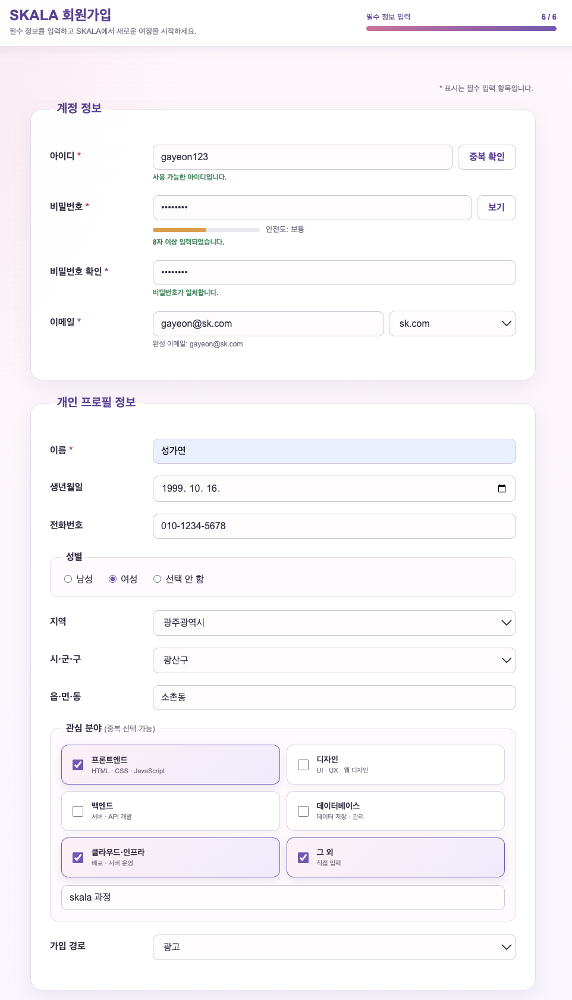 SKALA 회원가입
필수 정보를 입력하고 SKALA에서 새로운 여정을 시작하세요.
필수 정보 입력 6 / 6
* 표시는 필수 입력 항목입니다.
계정 정보
아이디 * gayeon123 중복 확인
사용 가능한 아이디입니다.
비밀번호 * •••••••• 보기
안전도: 보통
8자 이상 입력되었습니다.
비밀번호 확인 * ••••••••
비밀번호가 일치합니다.
이메일 * gayeon@sk.com sk.com
완성 이메일: gayeon@sk.com
개인 프로필 정보
이름 * 성가연
생년월일 1999. 10. 16.
전화번호 010-1234-5678
성별
남성 여성 선택 안 함
지역 광주광역시
시·군·구 광산구
읍·면·동 소촌동
관심 분야 (중복 선택 가능)
프론트엔드
HTML · CSS · JavaScript
디자인
UI · UX · 웹 디자인
백엔드
서버 · API 개발
데이터베이스
데이터 저장 · 관리
클라우드·인프라
배포 · 서버 운영
그 외
직접 입력
skala 과정
가입 경로 광고